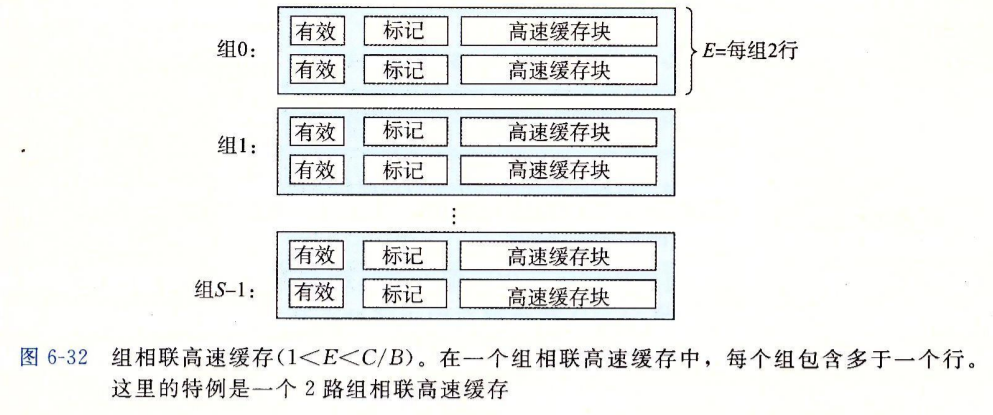 组0:
有效 标记 高速缓存块
有效 标记 高速缓存块
E=每组2行
组1:
有效 标记 高速缓存块
有效 标记 高速缓存块
⋮
组S–1:
有效 标记 高速缓存块
有效 标记 高速缓存块
图 6-32 组相联高速缓存(1<E<C/B)。在一个组相联高速缓存中，每个组包含多于一个行。
这里的特例是一个 2 路组相联高速缓存